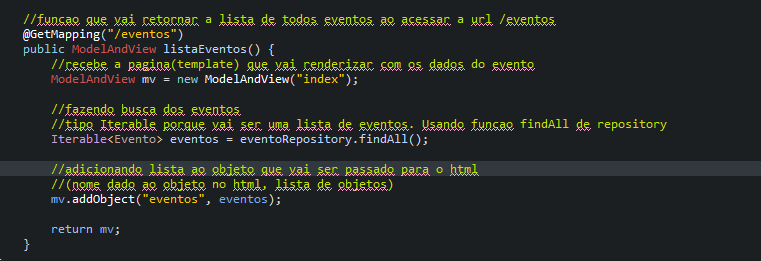 //funcao que vai retornar a lista de todos eventos ao acessar a url /eventos
@GetMapping("/eventos")
public ModelAndView listaEventos() {
//recebe a pagina(template) que vai renderizar com os dados do evento
ModelAndView mv = new ModelAndView("index");
//fazendo busca dos eventos
//tipo Iterable porque vai ser uma lista de eventos. Usando funcao findAll de repository
Iterable<Evento> eventos = eventoRepository.findAll();
//adicionando lista ao objeto que vai ser passado para o html
//(nome dado ao objeto no html, lista de objetos)
mv.addObject("eventos", eventos);
return mv;
}